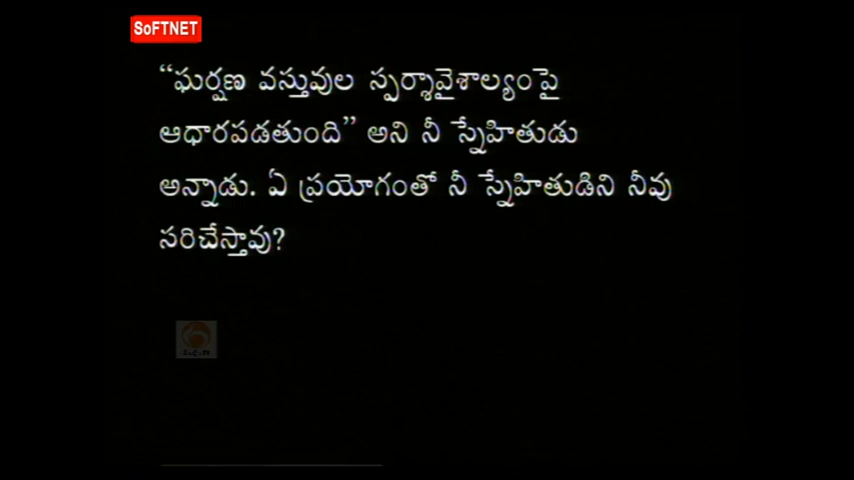 SoFTNET
“ఘర్షణ వస్తువుల స్పర్శావైశాల్యంపై
ఆధారపడతుంది” అని నీ స్నేహితుడు
అన్నాడు. ఏ ప్రయోగంతో నీ స్నేహితుడిని నీవు
సరిచేస్తావు?